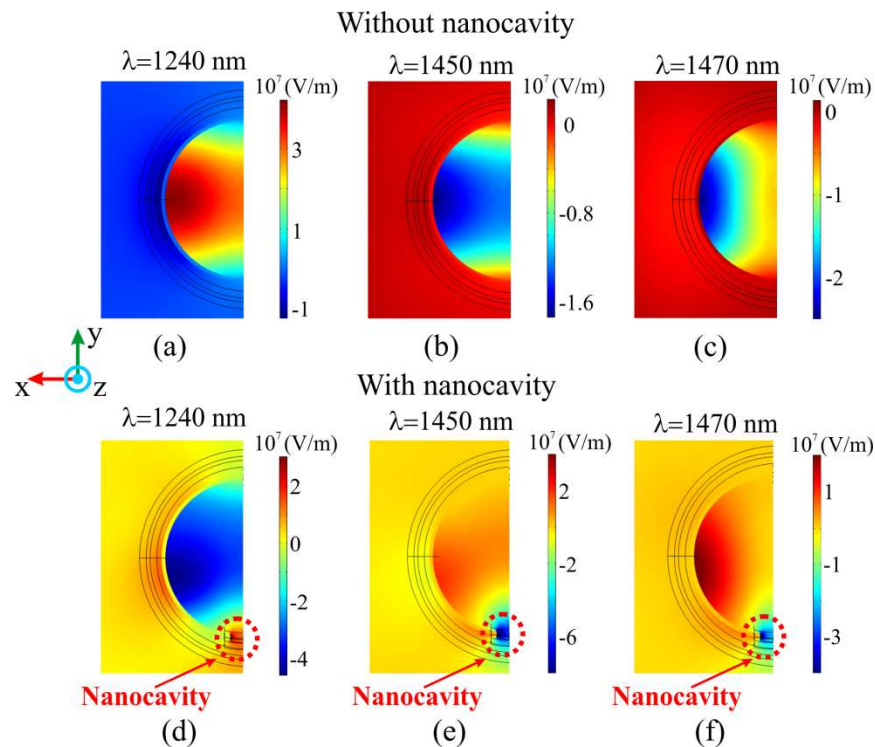 Without nanocavity
λ=1240 nm λ=1450 nm λ=1470 nm
10⁷ (V/m) 10⁷ (V/m) 10⁷ (V/m)
3
1
-1
0
-0.8
-1.6
0
-1
-2
(a) (b) (c)
y
x z
With nanocavity
λ=1240 nm λ=1450 nm λ=1470 nm
10⁷ (V/m) 10⁷ (V/m) 10⁷ (V/m)
2
0
-2
-4
2
-2
-6
1
-1
-3
Nanocavity Nanocavity Nanocavity
(d) (e) (f)